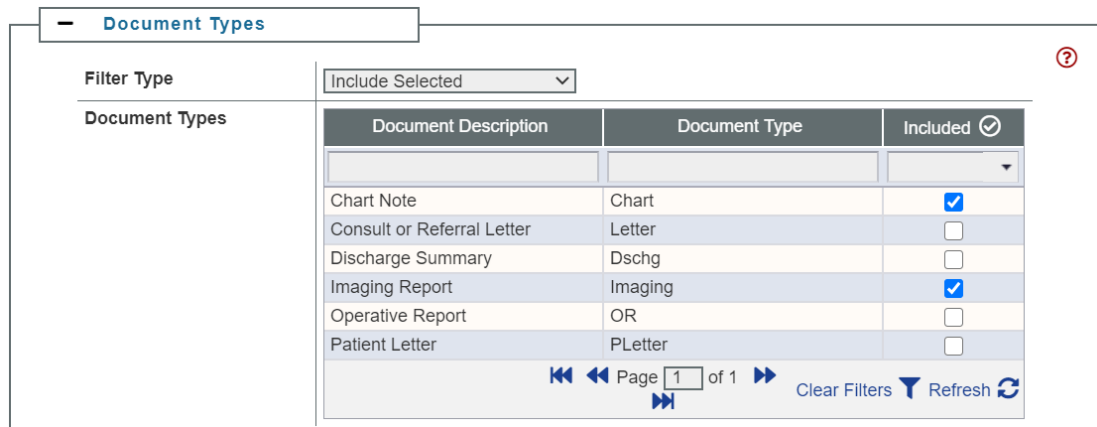 Document Types
Filter Type Include Selected
Document Types
Document Description Document Type Included
Chart Note Chart
Consult or Referral Letter Letter
Discharge Summary Dschg
Imaging Report Imaging
Operative Report OR
Patient Letter PLetter
Page 1 of 1
Clear Filters Refresh